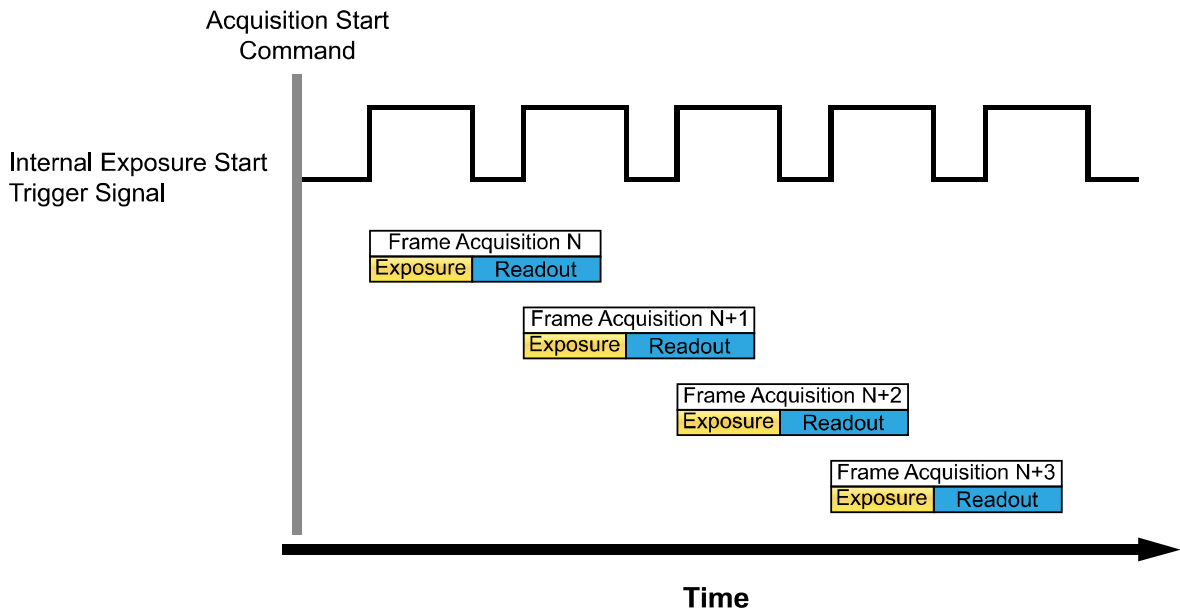 Acquisition Start
Command
Internal Exposure Start
Trigger Signal
Frame Acquisition N
Exposure Readout
Frame Acquisition N+1
Exposure Readout
Frame Acquisition N+2
Exposure Readout
Frame Acquisition N+3
Exposure Readout
Time